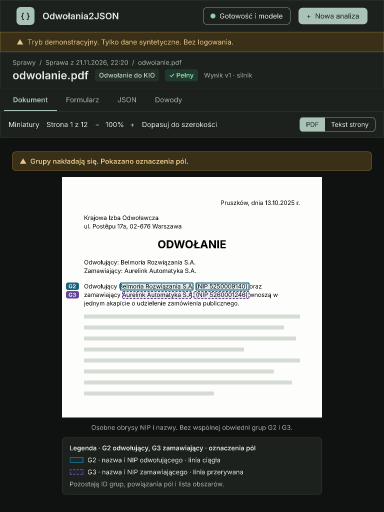 { } Odwołania2JSON
Gotowość i modele
+ Nowa analiza
▲ Tryb demonstracyjny. Tylko dane syntetyczne. Bez logowania.
Sprawy / Sprawa z 21.11.2026, 22:20 / odwolanie.pdf
odwolanie.pdf Odwołanie do KIO ✓ Pełny Wynik v1 · silnik
Dokument Formularz JSON Dowody
Miniatury Strona 1 z 12 − 100% + Dopasuj do szerokości PDF Tekst strony
▲ Grupy nakładają się. Pokazano oznaczenia pól.
Pruszków, dnia 13.10.2025 r.
Krajowa Izba Odwoławcza
ul. Postępu 17a, 02-676 Warszawa
ODWOŁANIE
Odwołujący: Belmoria Rozwiązania S.A.
Zamawiający: Aurelink Automatyka S.A.
G2 Odwołujący Belmoria Rozwiązania S.A. (NIP 5250009140) oraz
G3 zamawiający Aurelink Automatyka S.A. (NIP 5260001246) wnoszą w
jednym akapicie o udzielenie zamówienia publicznego.
Osobne obrysy NIP i nazwy. Bez wspólnej obwiedni grup G2 i G3.
Legenda · G2 odwołujący, G3 zamawiający · oznaczenia pól
G2 · nazwa i NIP odwołującego · linia ciągła
G3 · nazwa i NIP zamawiającego · linia przerywana
Pozostają ID grup, powiązania pól i lista obszarów.